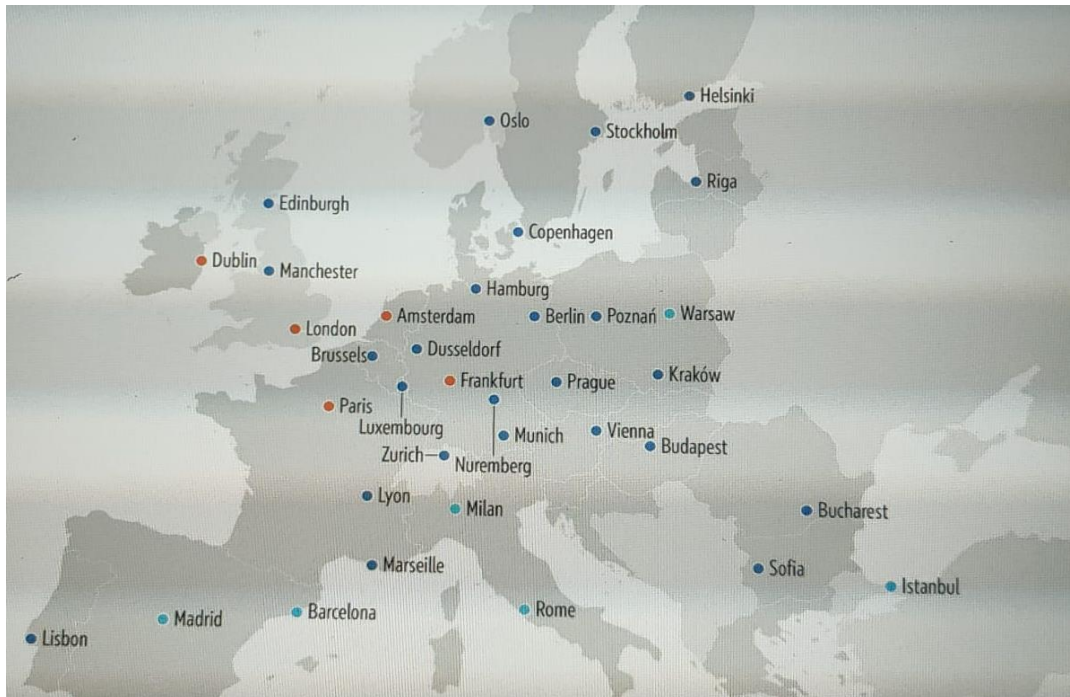 Helsinki
Oslo
Stockholm
Riga
Edinburgh
Copenhagen
Dublin
Manchester
Hamburg
Amsterdam
Berlin
Poznań
Warsaw
London
Brussels
Dusseldorf
Frankfurt
Prague
Kraków
Paris
Luxembourg
Munich
Vienna
Budapest
Zurich
Nuremberg
Lyon
Milan
Bucharest
Marseille
Sofia
Istanbul
Madrid
Barcelona
Rome
Lisbon